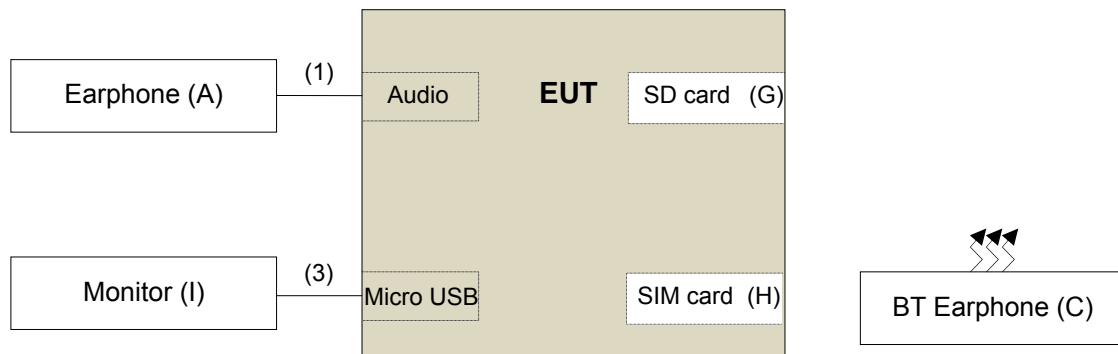 Earphone (A)
(1)
Audio
EUT
SD card (G)
Monitor (I)
(3)
Micro USB
SIM card (H)
BT Earphone (C)